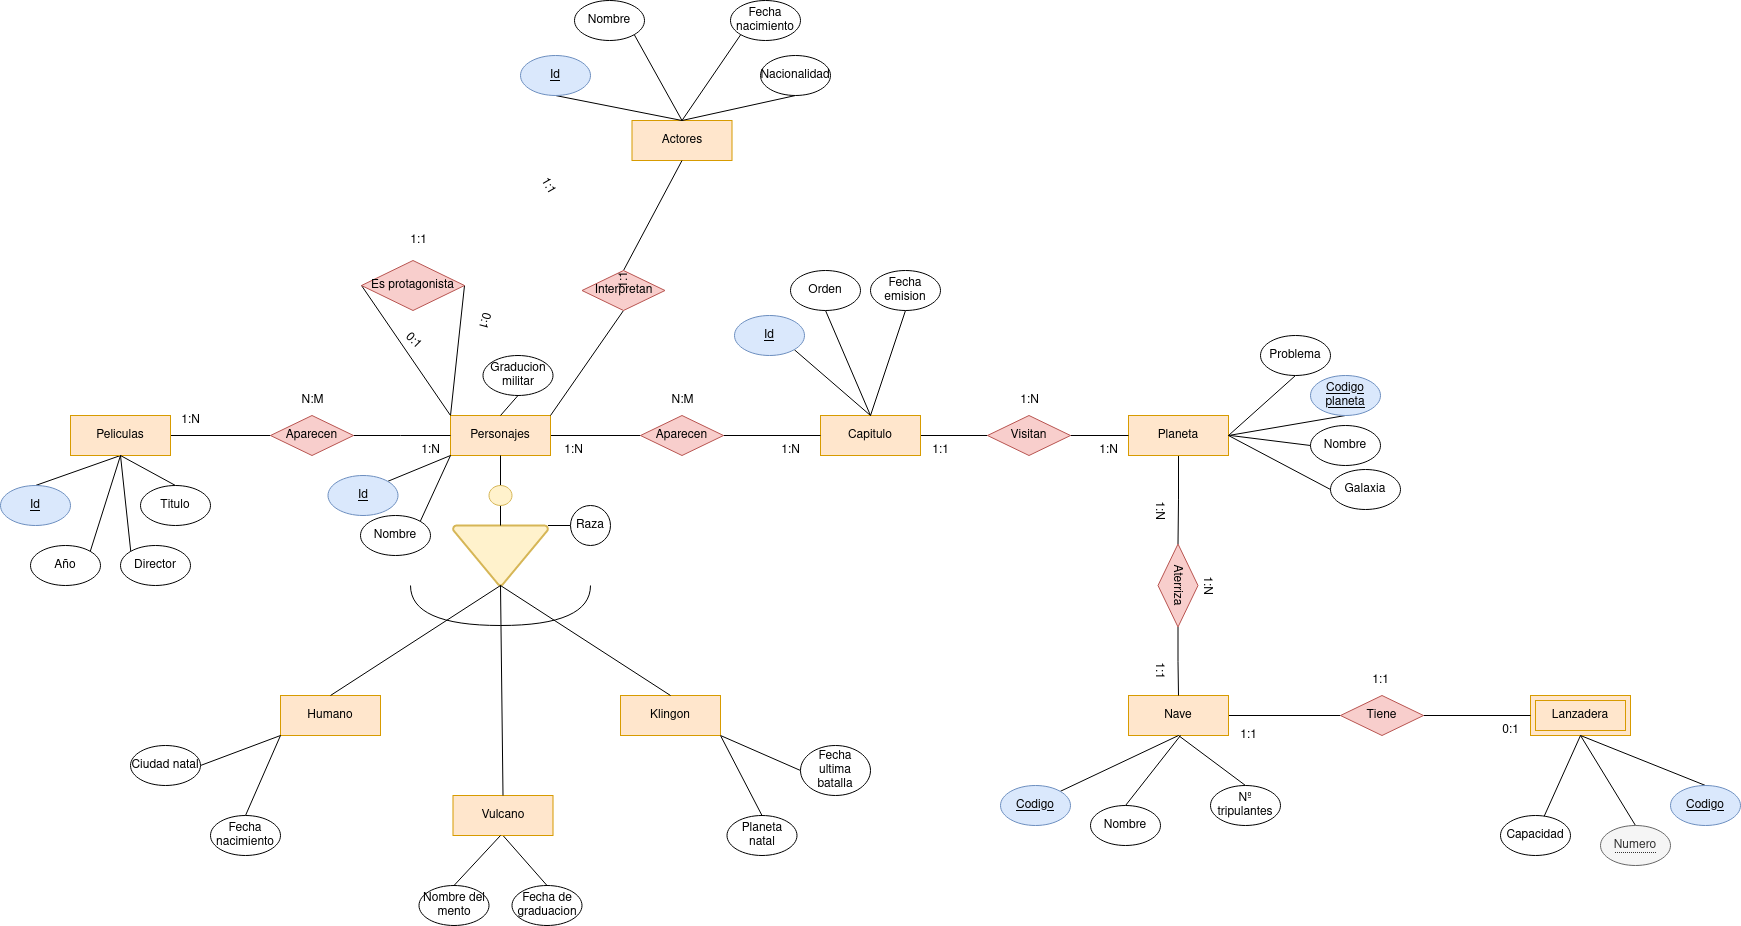 Nombre
Fecha
nacimiento
Id
Nacionalidad
Actores
1:1
1:1
Es protagonista
1:1
Interpretan
0:1
0:1
Orden
Fecha
emision
Id
Graducion
militar
Problema
Codigo
planeta
Nombre
Galaxia
N:M
N:M
1:N
1:N
Peliculas
Aparecen
Personajes
Aparecen
Capitulo
Visitan
Planeta
1:N
1:N
1:N
1:1
1:N
Id
Titulo
Año
Director
Id
Nombre
Raza
1:N
Aterriza
1:N
1:1
Humano
Klingon
Nave
1:1
Tiene
Lanzadera
1:1
0:1
Ciudad natal
Fecha
nacimiento
Vulcano
Fecha
ultima
batalla
Planeta
natal
Nombre del
mento
Fecha de
graduacion
Codigo
Nombre
Nº
tripulantes
Capacidad
Numero
Codigo